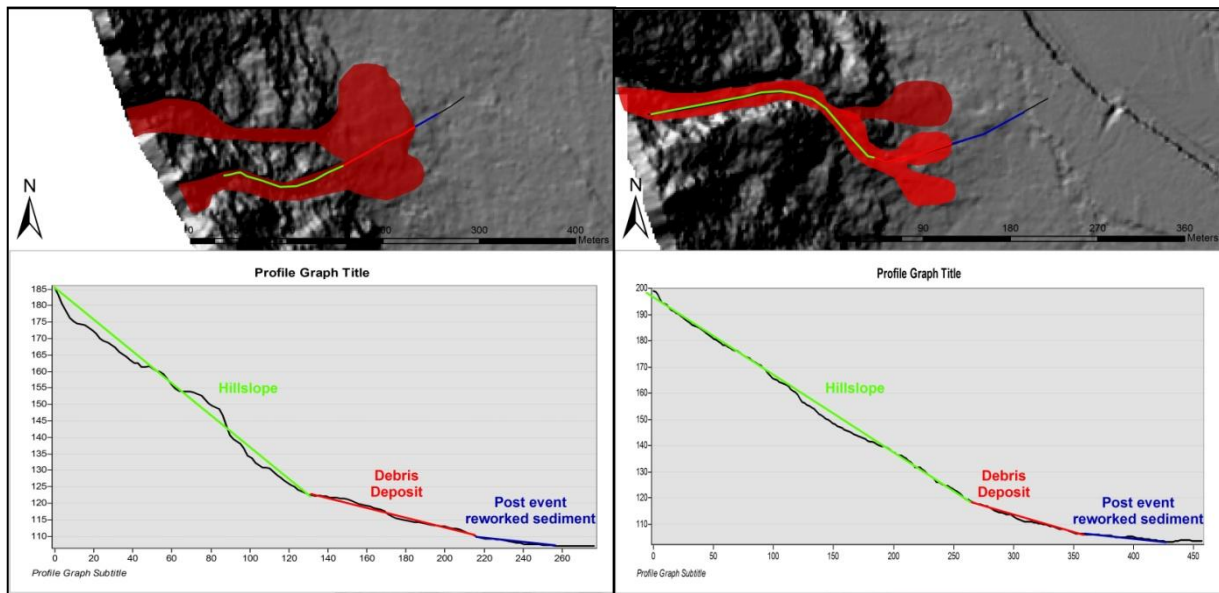 N
0 100 200 300 400
Meters
Profile Graph Title
185
180
175
170
165
160
155
150
145
140
135
130
125
120
115
110
Hillslope
Debris
Deposit
Post event
reworked sediment
0 20 40 60 80 100 120 140 160 180 200 220 240 260
Profile Graph Subtitle
N
90 180 270 360
Meters
Profile Graph Title
200
190
180
170
160
150
140
130
120
110
Hillslope
Debris
Deposit
Post event
reworked sediment
0 50 100 150 200 250 300 350 400 450
Profile Graph Subtitle